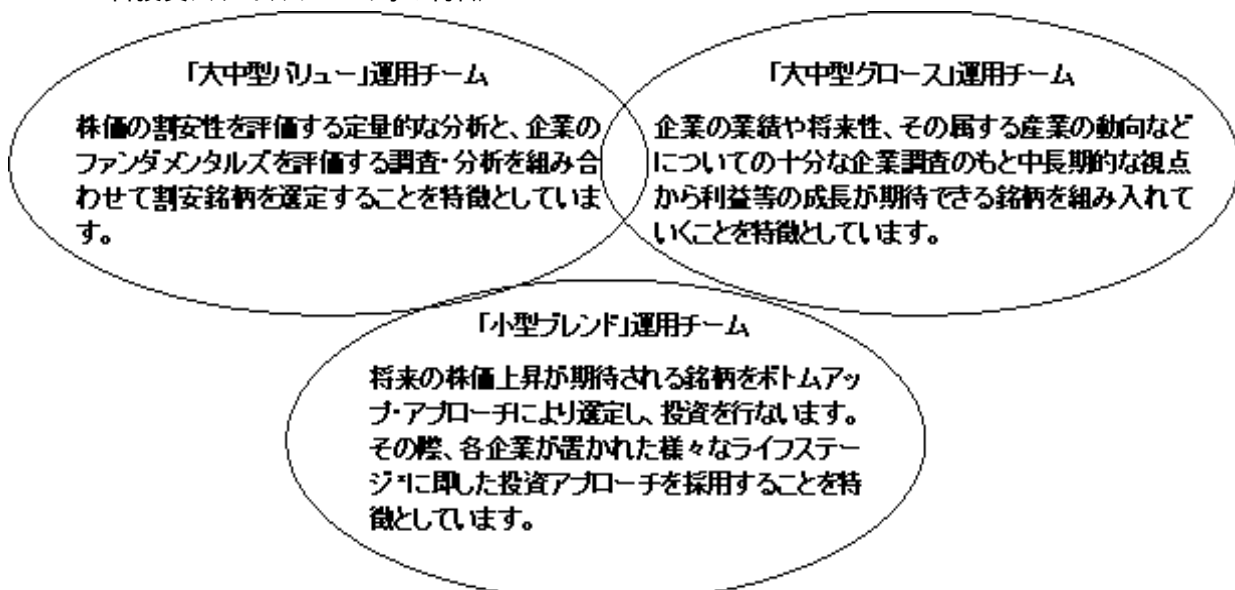 「大中型バリュー」運用チーム
株価の割安性を評価する定量的な分析と、企業の
ファンダメンタルズを評価する調査・分析を組み合
わせて割安銘柄を選定することを特徴としていま
す。
「大中型グロース」運用チーム
企業の業績や将来性、その属する産業の動向など
についての十分な企業調査のもと中長期的な視点
から利益等の成長が期待できる銘柄を組み入れて
いくことを特徴としています。
「小型ブレンド」運用チーム
将来の株価上昇が期待される銘柄をボトムアッ
プ・アプローチにより選定し、投資を行ないます。
その際、各企業が置かれた様々なライフステー
ジ*に即した投資アプローチを採用することを特
徴としています。